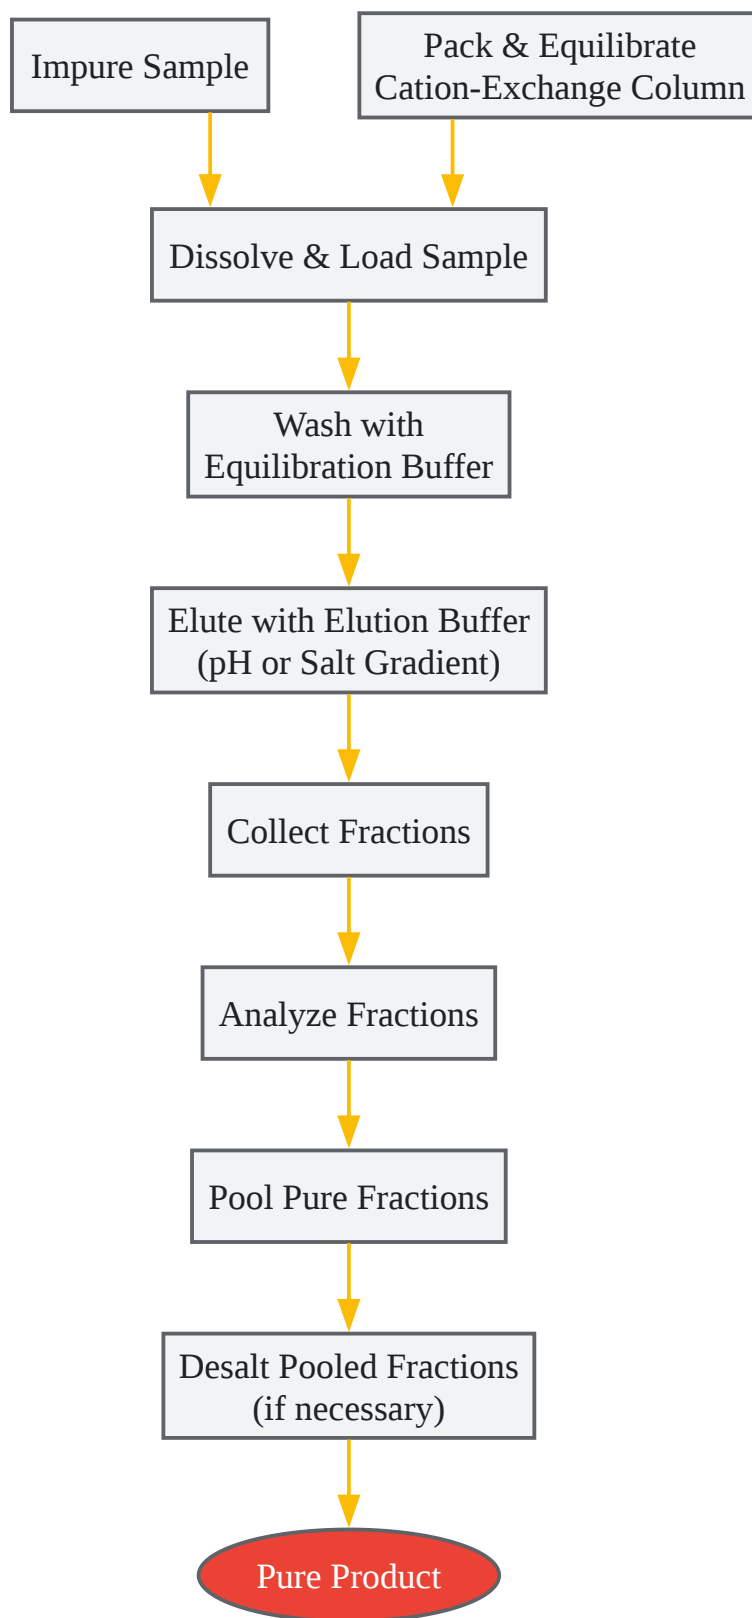 Impure Sample
Pack & Equilibrate
Cation-Exchange Column
Dissolve & Load Sample
Wash with
Equilibration Buffer
Elute with Elution Buffer
(pH or Salt Gradient)
Collect Fractions
Analyze Fractions
Pool Pure Fractions
Desalt Pooled Fractions
(if necessary)
Pure Product